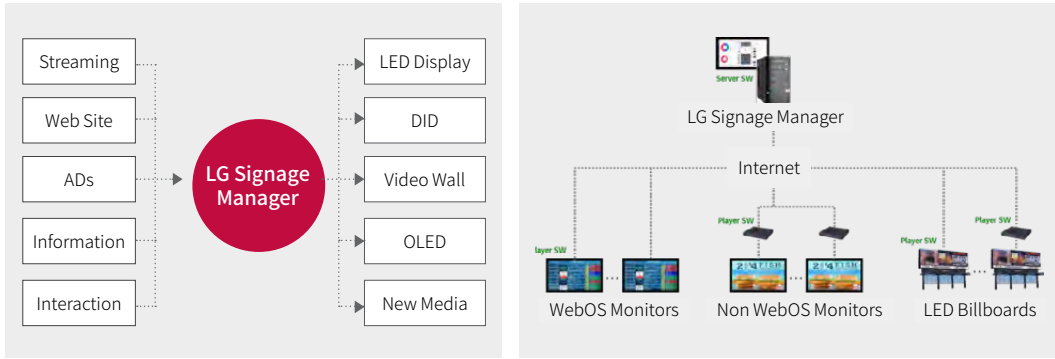 Streaming
Web Site
ADs
Information
Interaction
LG Signage
Manager
LED Display
DID
Video Wall
OLED
New Media
Server SW
LG Signage Manager
Internet
Player SW
Player SW
layer SW
Player SW
WebOS Monitors
Non WebOS Monitors
LED Billboards